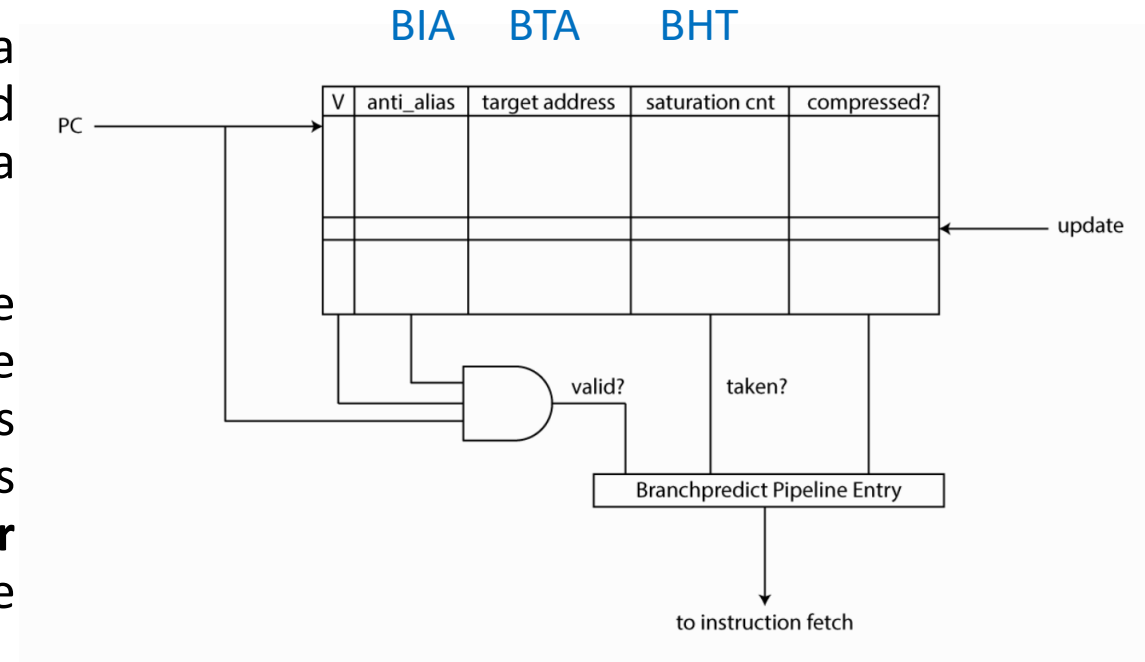 BIA BTA BHT
a
d
a
V anti_alias target address saturation cnt compressed?
PC
update
e
e
s
s
r
e
valid? taken?
Branchpredict Pipeline Entry
to instruction fetch